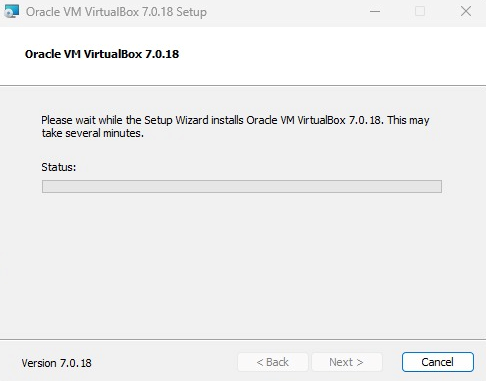 Oracle VM VirtualBox 7.0.18 Setup
Oracle VM VirtualBox 7.0.18
Please wait while the Setup Wizard installs Oracle VM VirtualBox 7.0.18. This may
take several minutes.
Status:
Version 7.0.18
< Back
Next >
Cancel